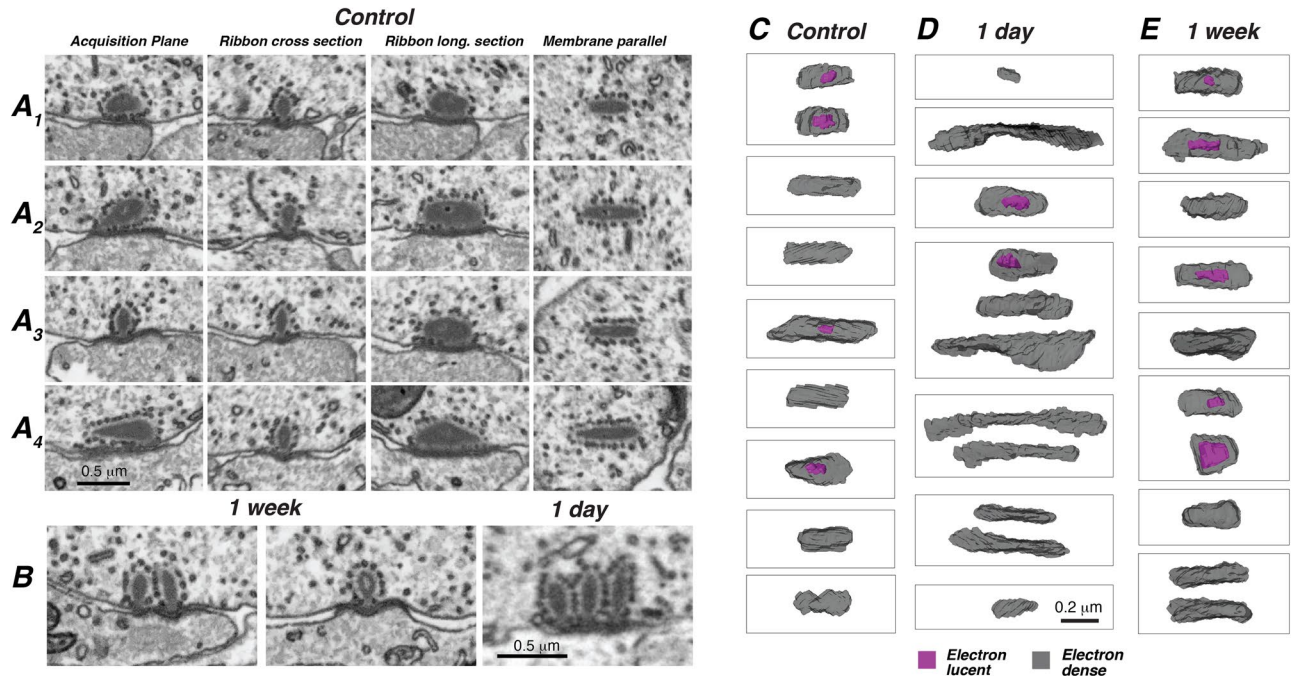 Control
Acquisition Plane Ribbon cross section Ribbon long. section Membrane parallel
A1
A2
A3
A4
0.5 μm
1 week 1 day
B
0.5 μm
C Control
D 1 day
E 1 week
0.2 μm
Electron lucent
Electron dense